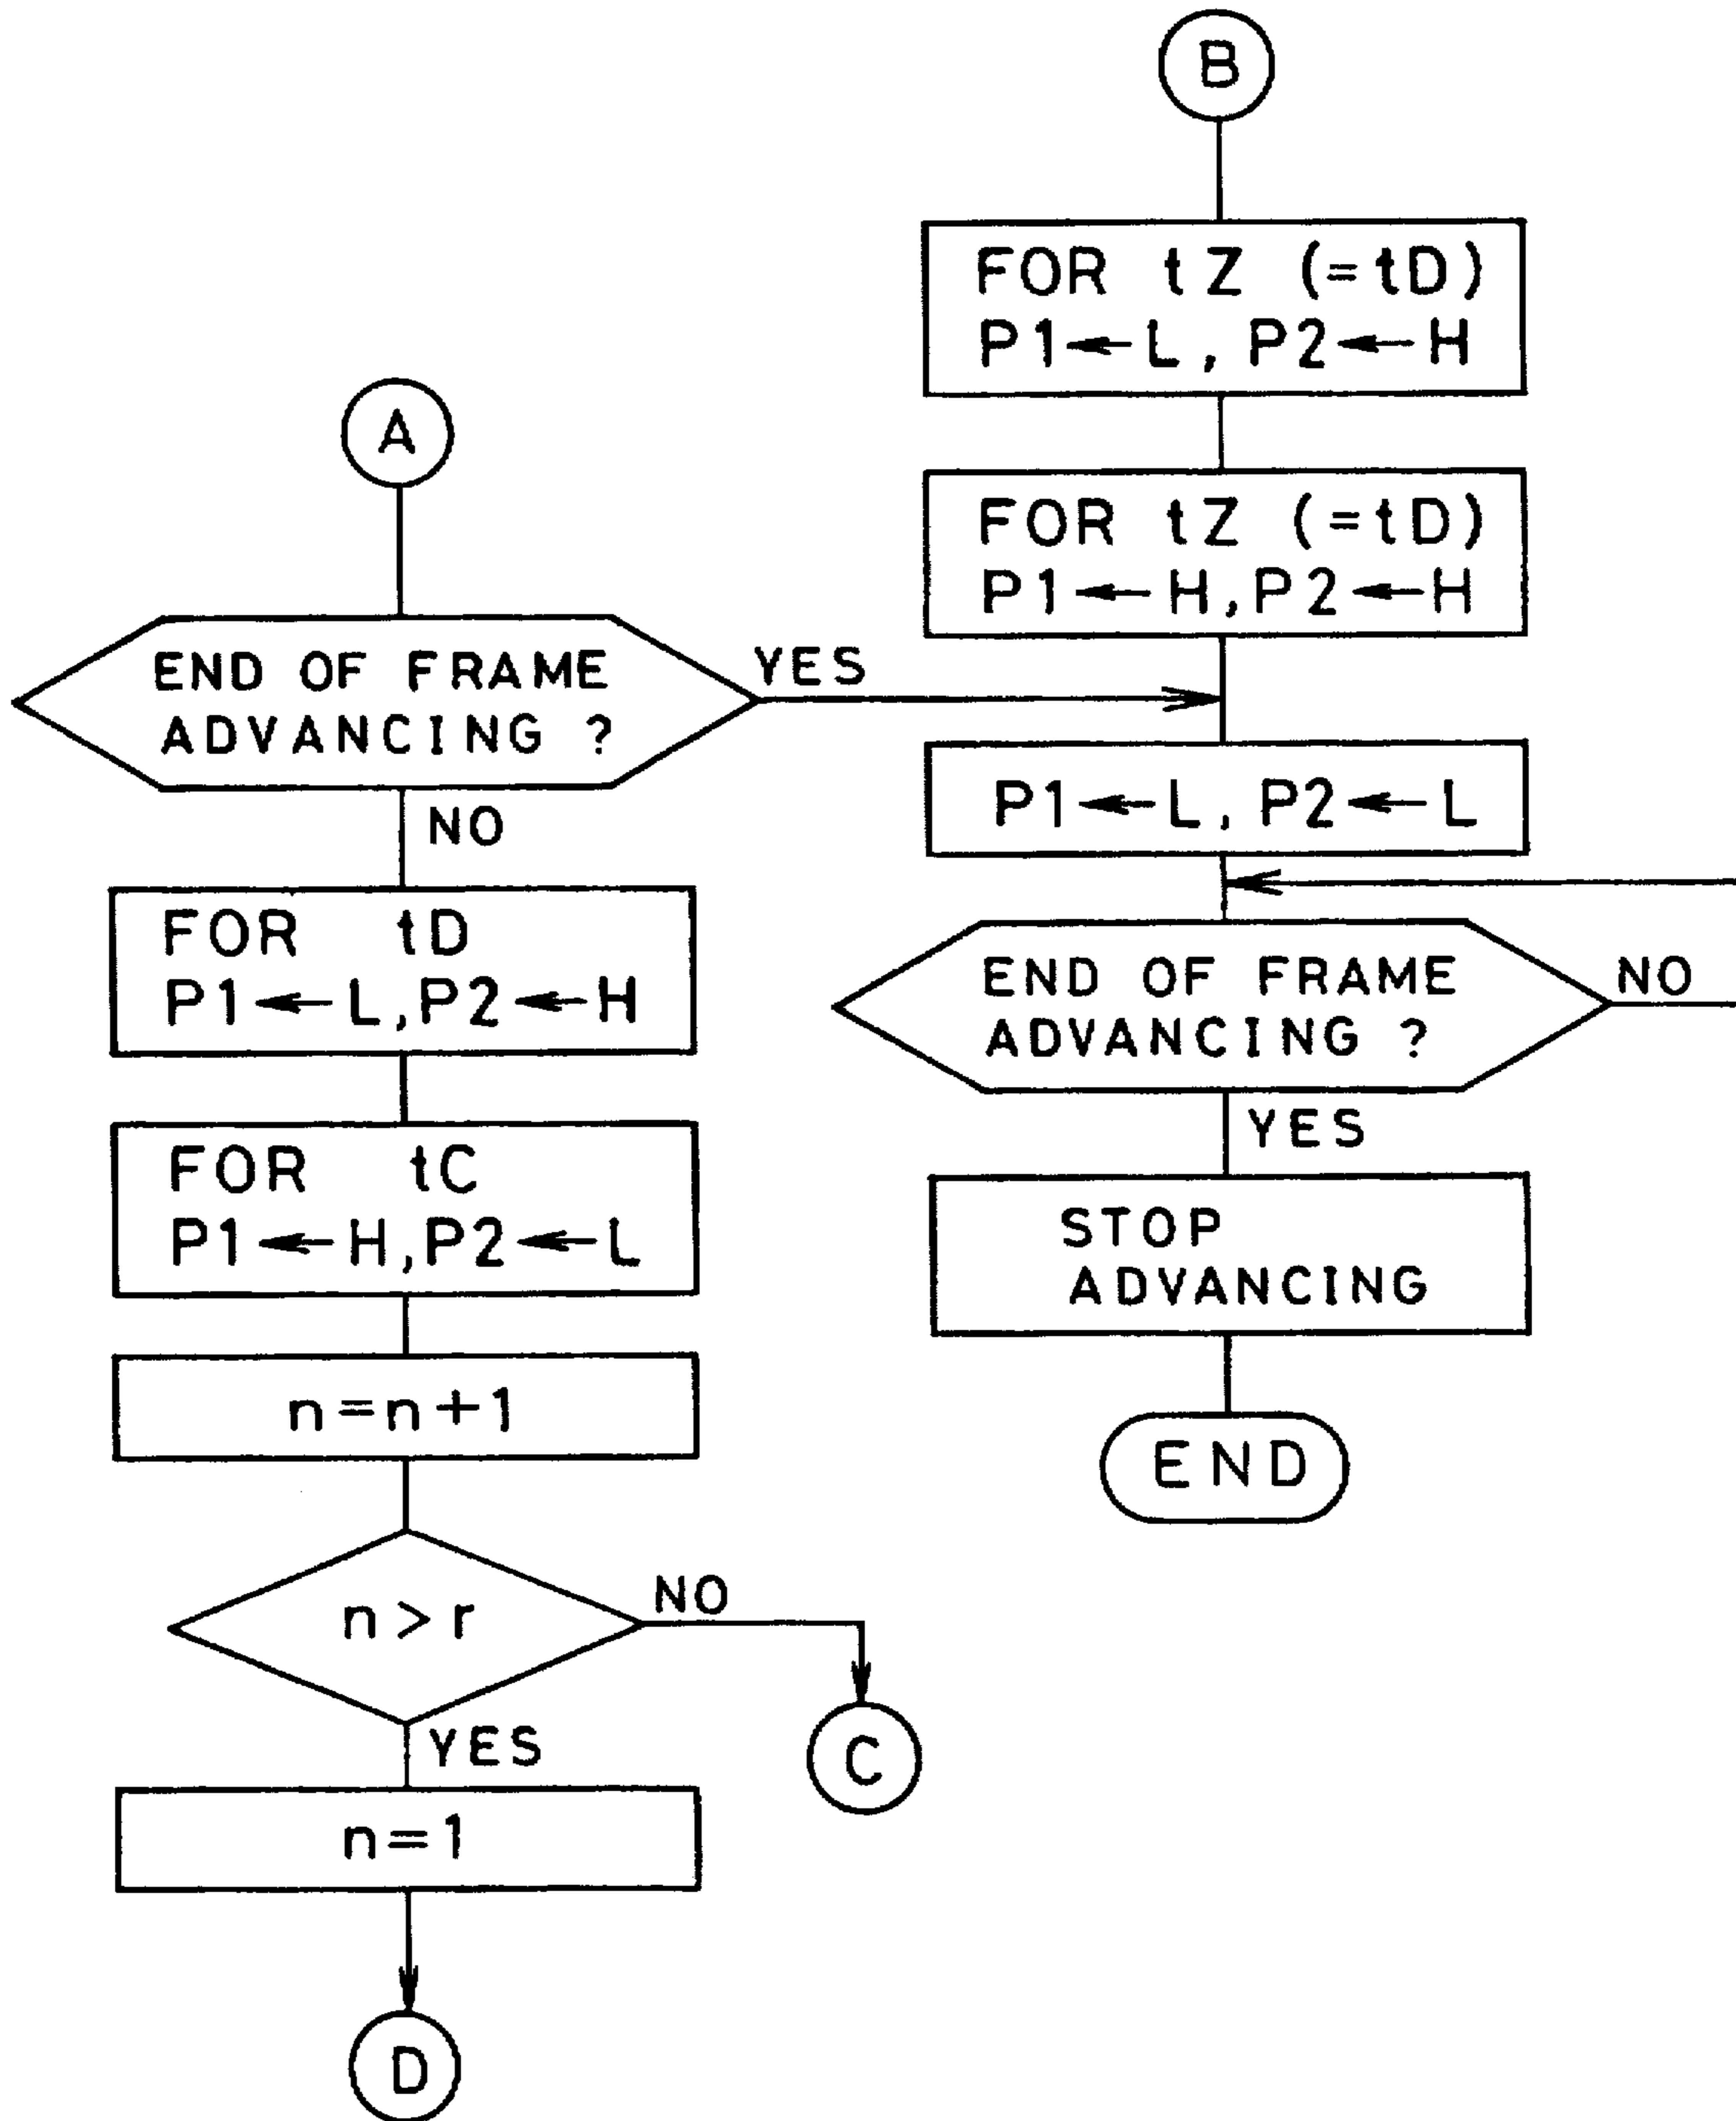 A
END OF FRAME
ADVANCING ?
YES
NO
FOR tD
P1←L,P2←H
FOR tC
P1←H,P2←L
n=n+1
n>r
NO
C
YES
n=1
D
B
FOR tZ (=tD)
P1←L, P2←H
FOR tZ (=tD)
P1←H,P2←H
P1←L, P2←L
END OF FRAME
ADVANCING ?
NO
YES
STOP
ADVANCING
END